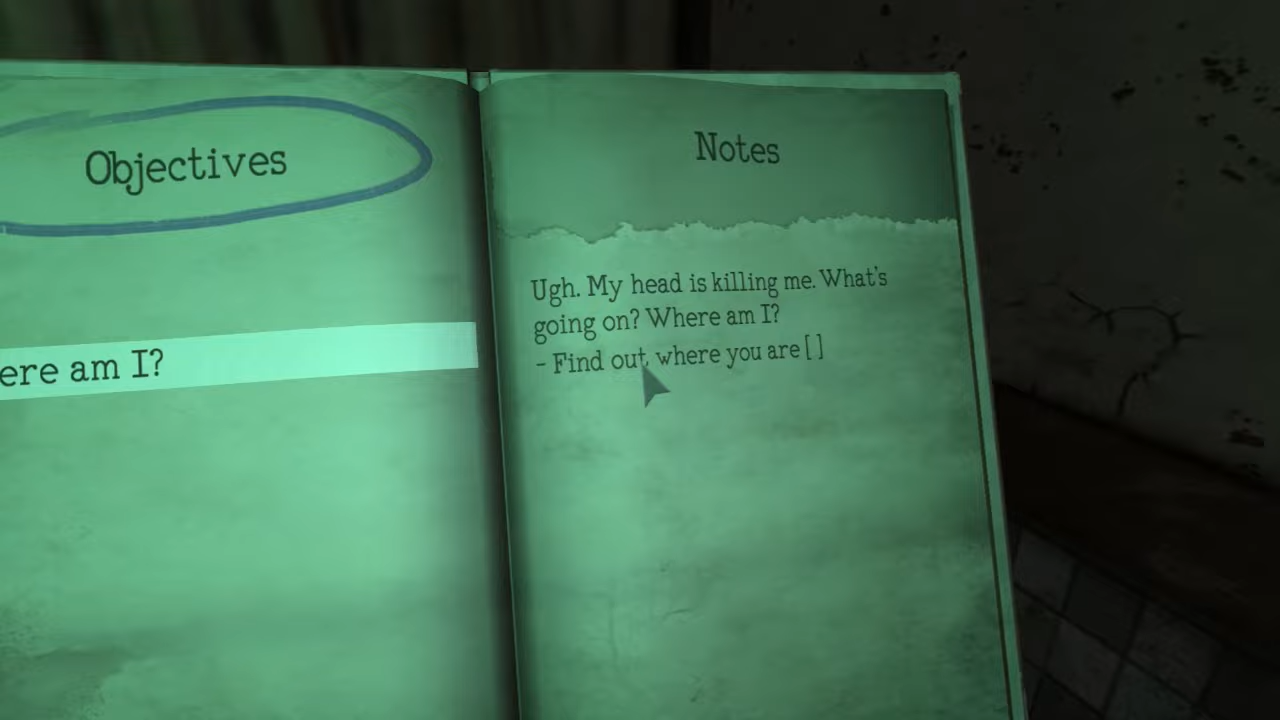 Objectives
ere am I?
Notes
Ugh. My head is killing me. What's
going on? Where am I?
- Find out, where you are [ ]